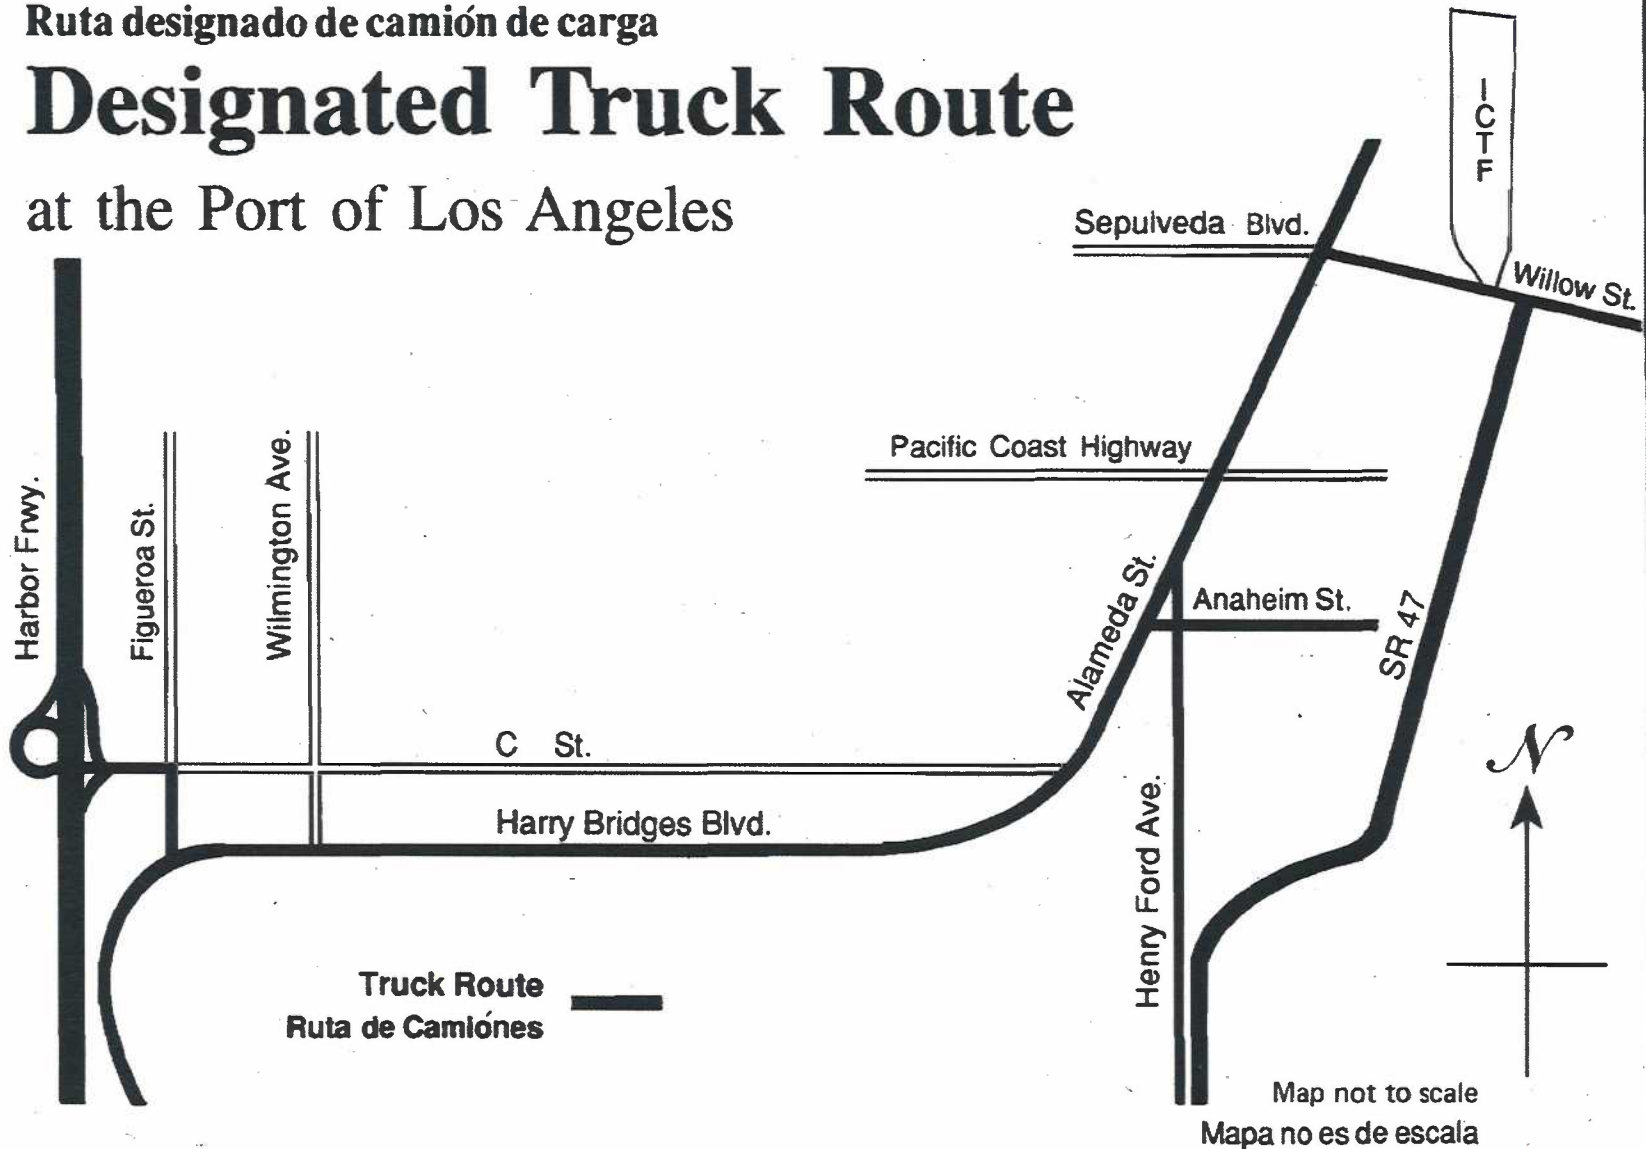 Ruta designado de camión de carga
Designated Truck Route
at the Port of Los Angeles
I
C
T
F
Sepulveda Blvd.
Willow St.
Pacific Coast Highway
Harbor Frwy.
Figueroa St.
Wilmington Ave.
Alameda St.
Anaheim St.
SR 47
C St.
Harry Bridges Blvd.
Henry Ford Ave.
N
Truck Route
Ruta de Camiónes
Map not to scale
Mapa no es de escala